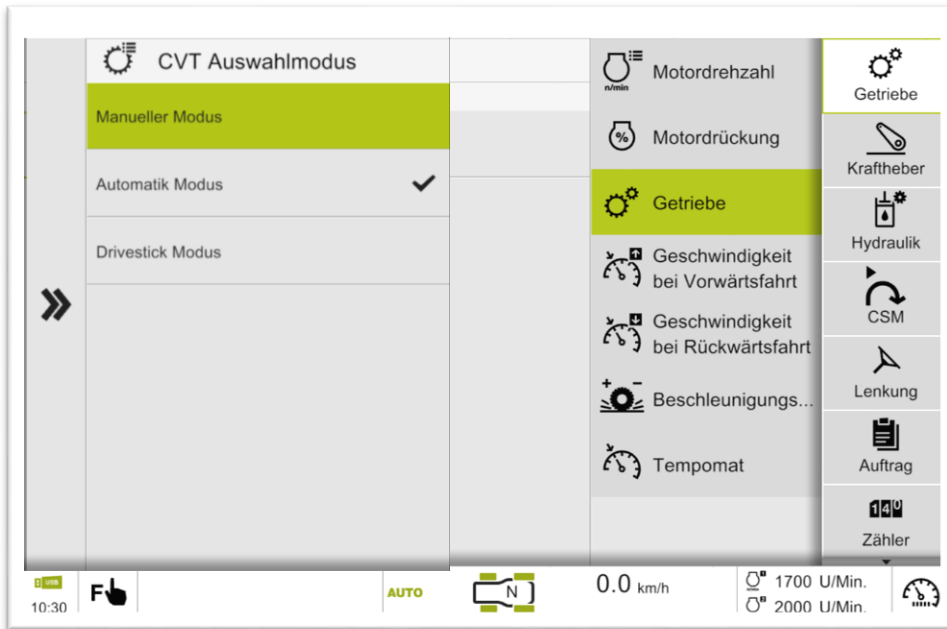 CVT Auswahlmodus
Manueller Modus
Automatik Modus
Drivestick Modus
n/min
Motordrehzahl
%
Motordrückung
Getriebe
Geschwindigkeit
bei Vorwärtsfahrt
Geschwindigkeit
bei Rückwärtsfahrt
Beschleunigungs...
Tempomat
Getriebe
Kraftheber
Hydraulik
CSM
Lenkung
Auftrag
140
Zähler
USB
10:30
F
AUTO
N
0.0 km/h
1700 U/Min.
2000 U/Min.